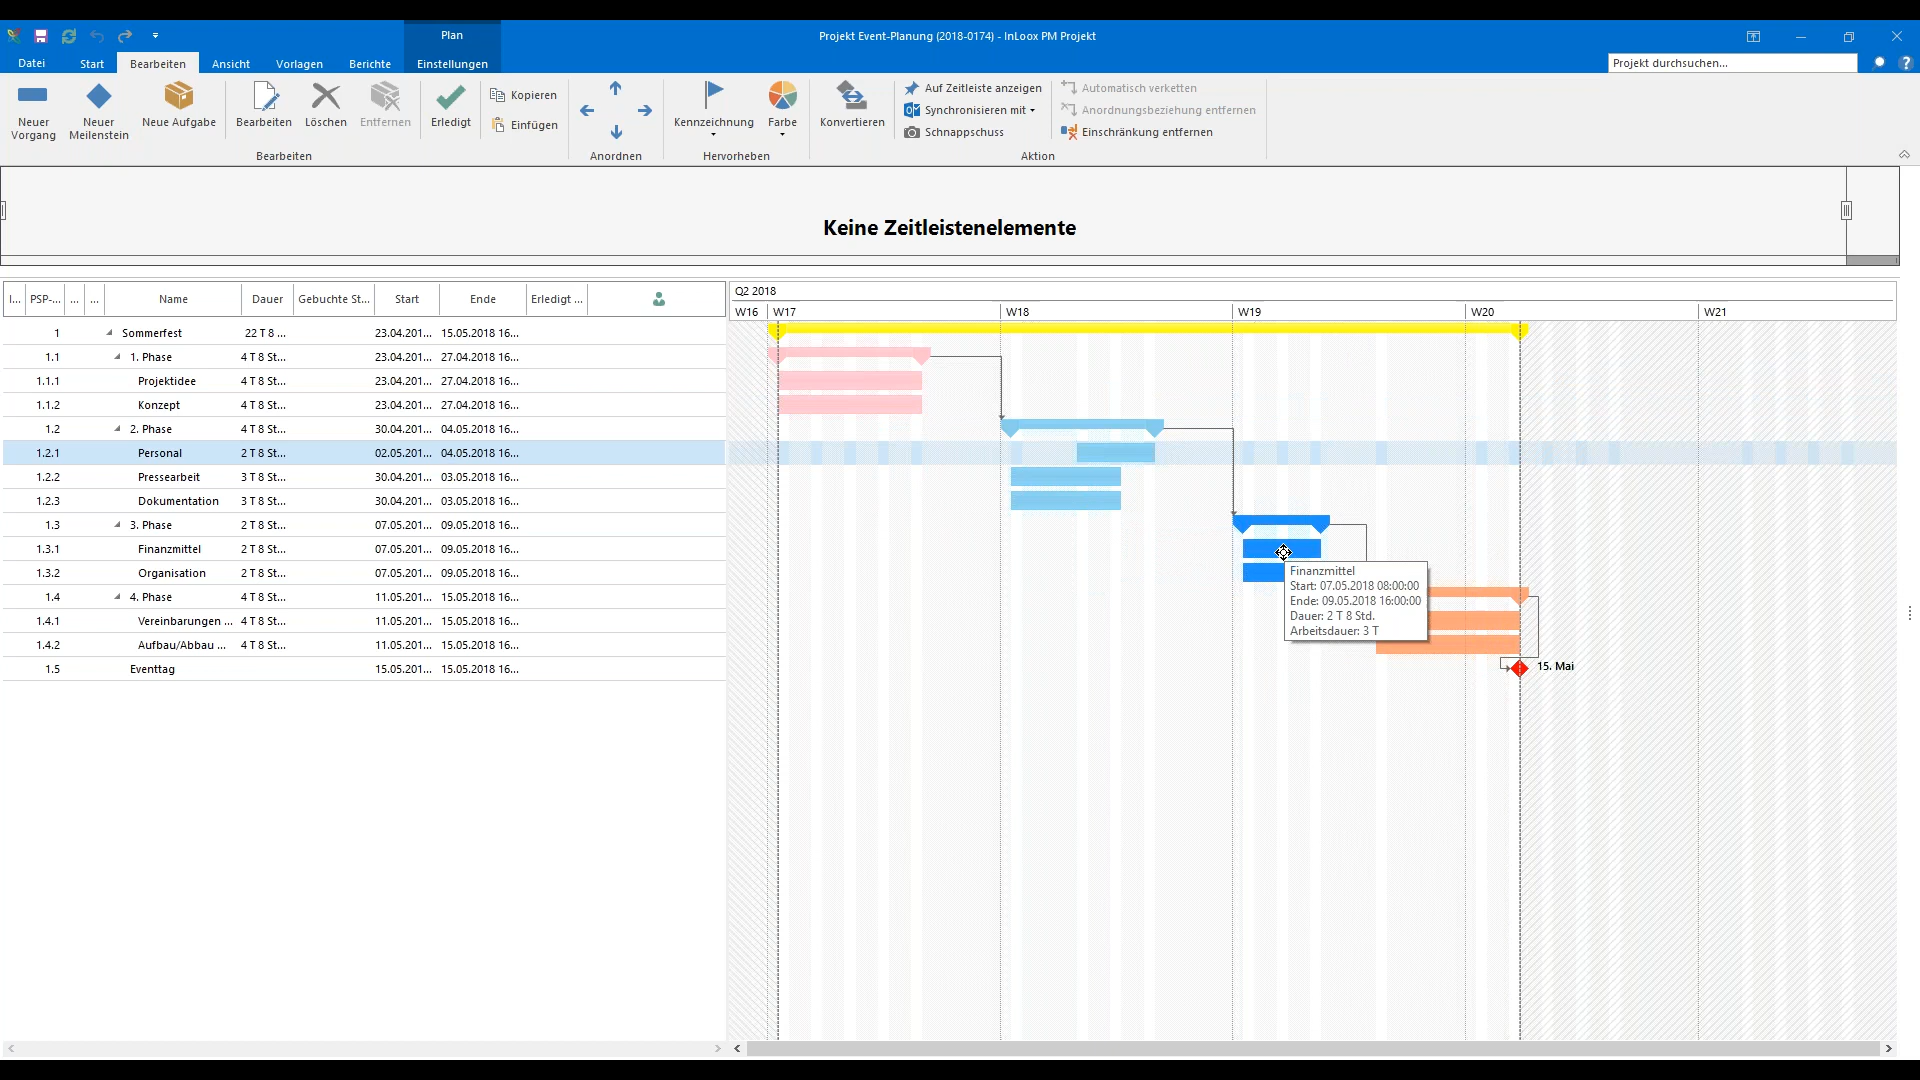 Plan
Projekt Event-Planung (2018-0174) - InLoox PM Projekt
Datei Start Bearbeiten Ansicht Vorlagen Berichte Einstellungen
Projekt durchsuchen...
?
Neuer Vorgang
Neuer Meilenstein
Neue Aufgabe
Bearbeiten
Löschen
Entfernen
Erledigt
Kopieren
Einfügen
Kennzeichnung
Farbe
Konvertieren
Auf Zeitleiste anzeigen
Synchronisieren mit
Schnappschuss
Automatisch verketten
Anordnungsbeziehung entfernen
Einschränkung entfernen
Bearbeiten Anordnen Hervorheben Aktion
Keine Zeitleistenelemente
I... PSP-... ... ... Name Dauer Gebuchte St... Start Ende Erledigt ...
Q2 2018
W16 W17 W18 W19 W20 W21
1 Sommerfest 22 T 8 ... 23.04.201... 15.05.2018 16...
1.1 1. Phase 4 T 8 St... 23.04.201... 27.04.2018 16...
1.1.1 Projektidee 4 T 8 St... 23.04.201... 27.04.2018 16...
1.1.2 Konzept 4 T 8 St... 23.04.201... 27.04.2018 16...
1.2 2. Phase 4 T 8 St... 30.04.201... 04.05.2018 16...
1.2.1 Personal 2 T 8 St... 02.05.201... 04.05.2018 16...
1.2.2 Pressearbeit 3 T 8 St... 30.04.201... 03.05.2018 16...
1.2.3 Dokumentation 3 T 8 St... 30.04.201... 03.05.2018 16...
1.3 3. Phase 2 T 8 St... 07.05.201... 09.05.2018 16...
1.3.1 Finanzmittel 2 T 8 St... 07.05.201... 09.05.2018 16...
1.3.2 Organisation 2 T 8 St... 07.05.201... 09.05.2018 16...
1.4 4. Phase 4 T 8 St... 11.05.201... 15.05.2018 16...
1.4.1 Vereinbarungen ... 4 T 8 St... 11.05.201... 15.05.2018 16...
1.4.2 Aufbau/Abbau ... 4 T 8 St... 11.05.201... 15.05.2018 16...
1.5 Eventtag 15.05.201... 15.05.2018 16...
Finanzmittel
Start: 07.05.2018 08:00:00
Ende: 09.05.2018 16:00:00
Dauer: 2 T 8 Std.
Arbeitsdauer: 3 T
15. Mai